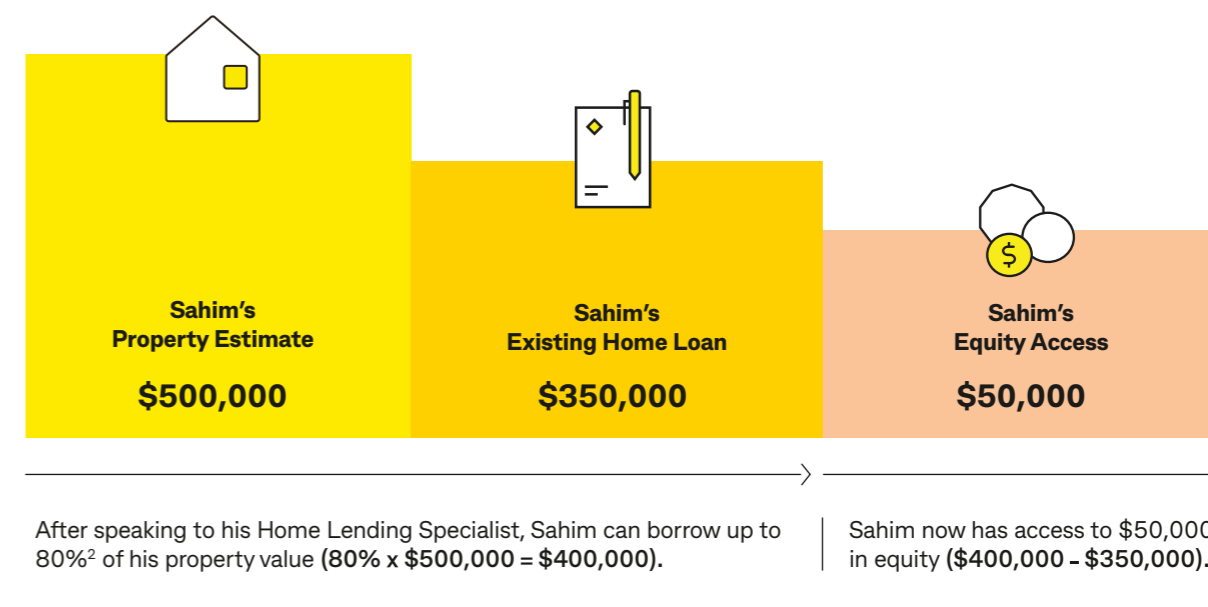 Sahim’s
Property Estimate
$500,000
Sahim’s
Existing Home Loan
$350,000
$
Sahim’s
Equity Access
$50,000
After speaking to his Home Lending Specialist, Sahim can borrow up to
80%² of his property value (80% x $500,000 = $400,000).
Sahim now has access to $50,000
in equity ($400,000 - $350,000).